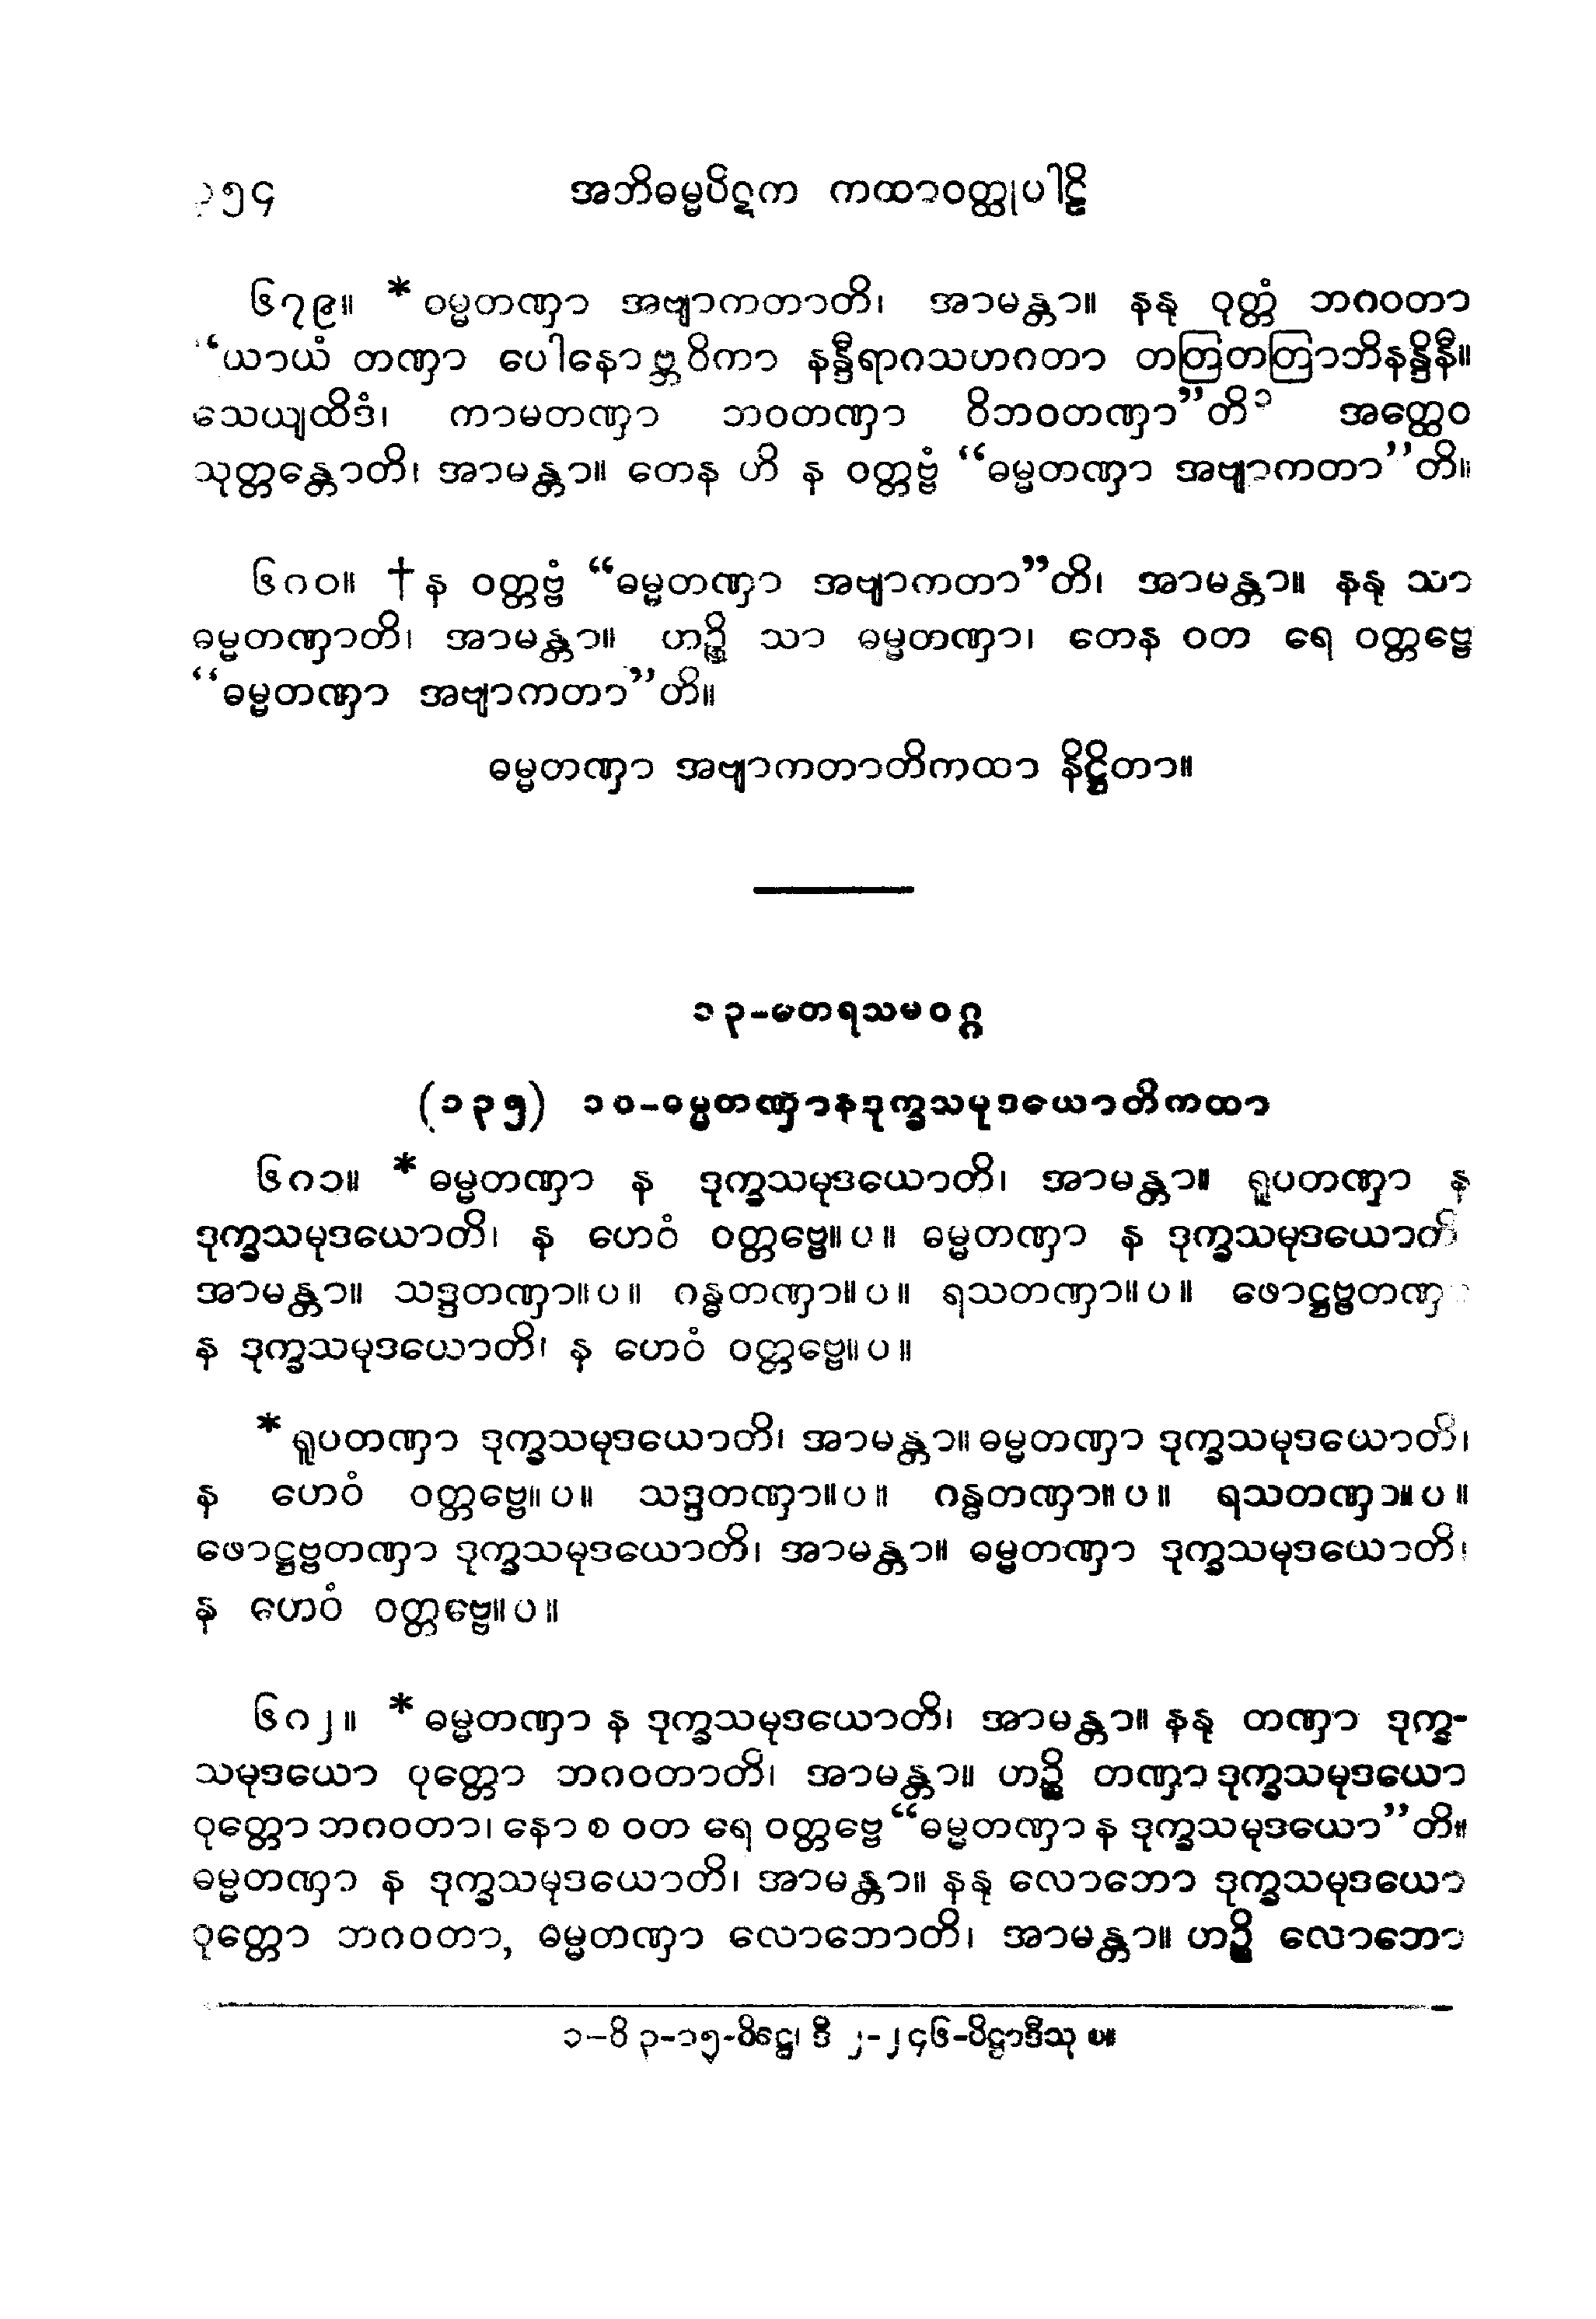 ၃၅၄ အဘိဓမ္မပိဋက ကထာဝတ္ထုပါဠိ
၆၇၉။ * ဓမ္မတဏှာ အဗျာကတာတိ၊ အာမန္တာ။ နနု ဝုတ္တံ ဘဂဝတာ
“ယာယံ တဏှာ ပေါနောဗ္ဘဝိကာ နန္ဒီရာဂသဟဂတာ တတြတတြာဘိနန္ဒိနီ။
သေယျထိဒံ၊ ကာမတဏှာ ဘဝတဏှာ ဝိဘဝတဏှာ”တိ၁ အတ္ထေဝ
သုတ္တန္တောတိ၊ အာမန္တာ။ တေန ဟိ န ဝတ္တဗ္ဗံ “ဓမ္မတဏှာ အဗျာကတာ”တိ။
၆၈၀။ † န ဝတ္တဗ္ဗံ “ဓမ္မတဏှာ အဗျာကတာ”တိ၊ အာမန္တာ။ နနု သာ
ဓမ္မတဏှာတိ၊ အာမန္တာ။ ဟဉ္စိ သာ ဓမ္မတဏှာ၊ တေန ဝတ ရေ ဝတ္တဗ္ဗေ
“ဓမ္မတဏှာ အဗျာကတာ”တိ။
ဓမ္မတဏှာ အဗျာကတာတိကထာ နိဋ္ဌိတာ။
၁၃-တေရသမဝဂ္ဂ
(၁၃၅) ၁၀-ဓမ္မတဏှာနဒုက္ခသမုဒယောတိကထာ
၆၈၁။ * ဓမ္မတဏှာ န ဒုက္ခသမုဒယောတိ၊ အာမန္တာ။ ရူပတဏှာ န
ဒုက္ခသမုဒယောတိ၊ န ဟေဝံ ဝတ္တဗ္ဗေ။ပ။ ဓမ္မတဏှာ န ဒုက္ခသမုဒယောတိ
အာမန္တာ။ သဒ္ဒတဏှာ။ပ။ ဂန္ဓတဏှာ။ပ။ ရသတဏှာ။ပ။ ဖောဋ္ဌဗ္ဗတဏှာ
န ဒုက္ခသမုဒယောတိ၊ န ဟေဝံ ဝတ္တဗ္ဗေ။ပ။
* ရူပတဏှာ ဒုက္ခသမုဒယောတိ၊ အာမန္တာ။ ဓမ္မတဏှာ ဒုက္ခသမုဒယောတိ၊
န ဟေဝံ ဝတ္တဗ္ဗေ။ပ။ သဒ္ဒတဏှာ။ပ။ ဂန္ဓတဏှာ။ပ။ ရသတဏှာ။ပ။
ဖောဋ္ဌဗ္ဗတဏှာ ဒုက္ခသမုဒယောတိ၊ အာမန္တာ။ ဓမ္မတဏှာ ဒုက္ခသမုဒယောတိ၊
န ဟေဝံ ဝတ္တဗ္ဗေ။ပ။
၆၈၂။ * ဓမ္မတဏှာ န ဒုက္ခသမုဒယောတိ၊ အာမန္တာ။ နနု တဏှာ ဒုက္ခ-
သမုဒယော ဝုတ္တော ဘဂဝတာတိ၊ အာမန္တာ။ ဟဉ္စိ တဏှာ ဒုက္ခသမုဒယော
ဝုတ္တော ဘဂဝတာ၊ နော စ ဝတ ရေ ဝတ္တဗ္ဗေ “ဓမ္မတဏှာ န ဒုက္ခသမုဒယော”တိ။
ဓမ္မတဏှာ န ဒုက္ခသမုဒယောတိ၊ အာမန္တာ။ နနု လောဘော ဒုက္ခသမုဒယော
ဝုတ္တော ဘဂဝတာ, ဓမ္မတဏှာ လောဘောတိ၊ အာမန္တာ။ ဟဉ္စိ လောဘော
၁-ဝိ ၃-၁၅-ပိဋ္ဌေ၊ ဒီ ၂-၂၄၆-ပိဋ္ဌာဒီသု ပ။